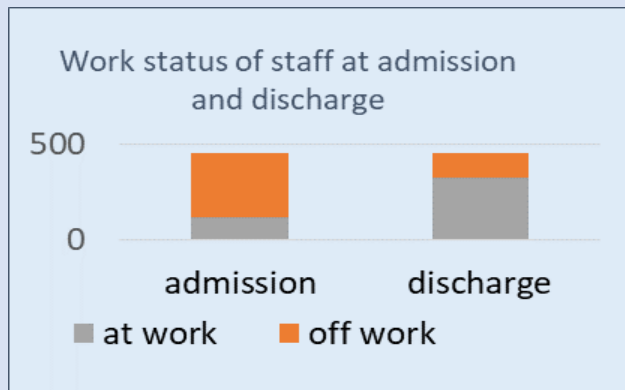 Work status of staff at admission
and discharge
500
0
admission discharge
at work off work